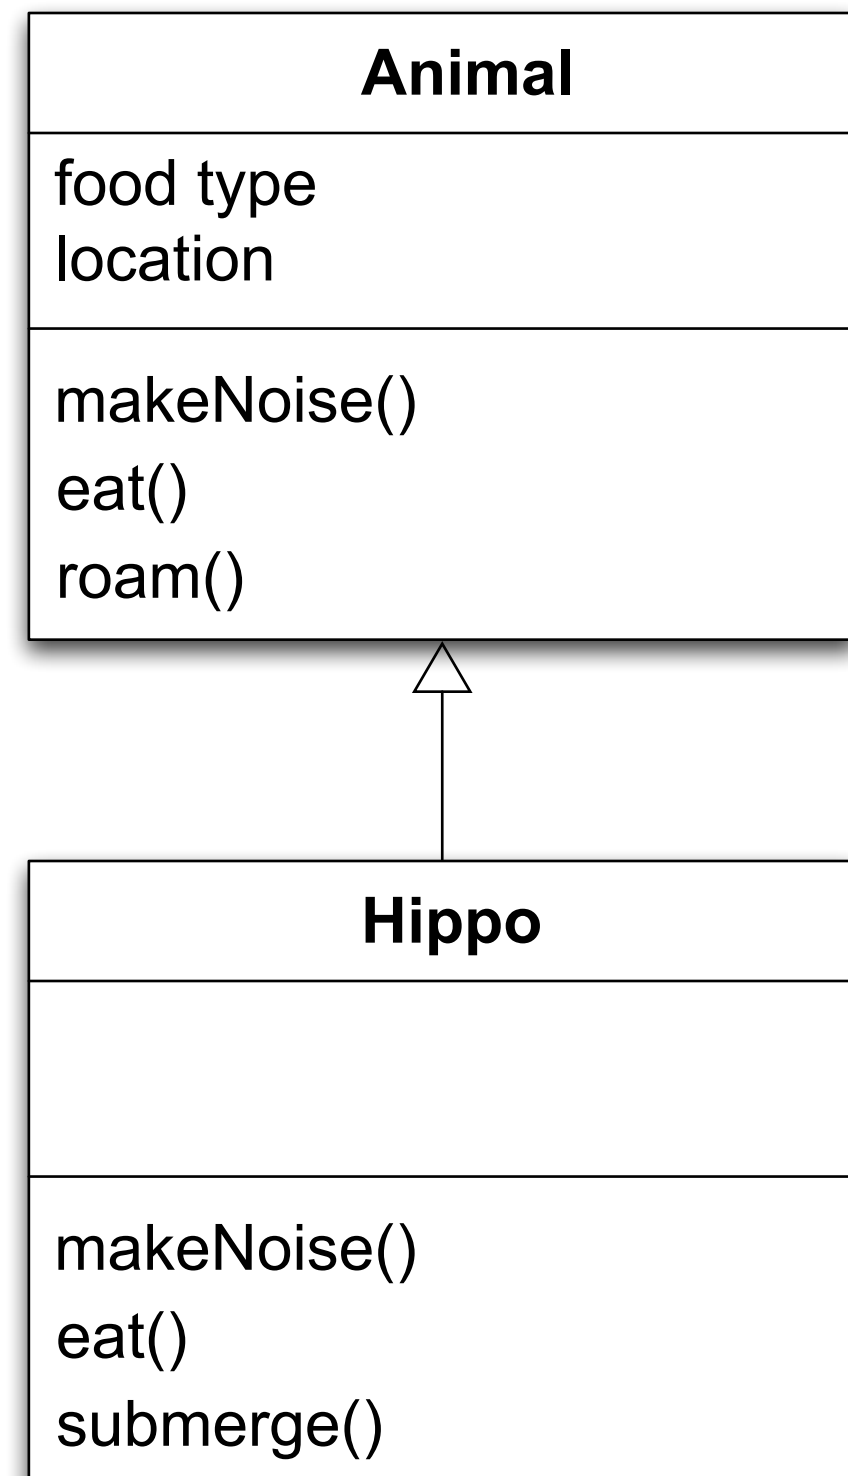 Animal
food type
location
makeNoise()
eat()
roam()
Hippo
makeNoise()
eat()
submerge()